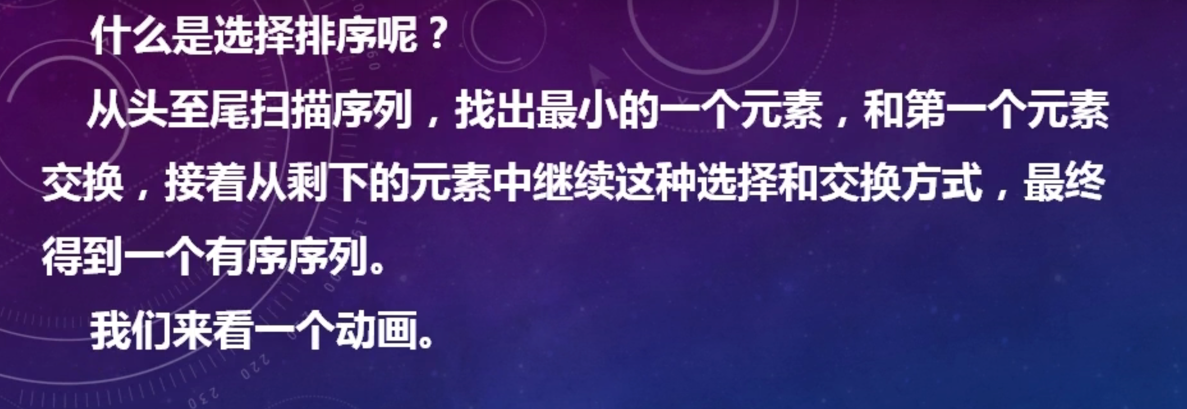 什么是选择排序呢？
从头至尾扫描序列，找出最小的一个元素，和第一个元素
交换，接着从剩下的元素中继续这种选择和交换方式，最终
得到一个有序序列。
我们来看一个动画。
220
230